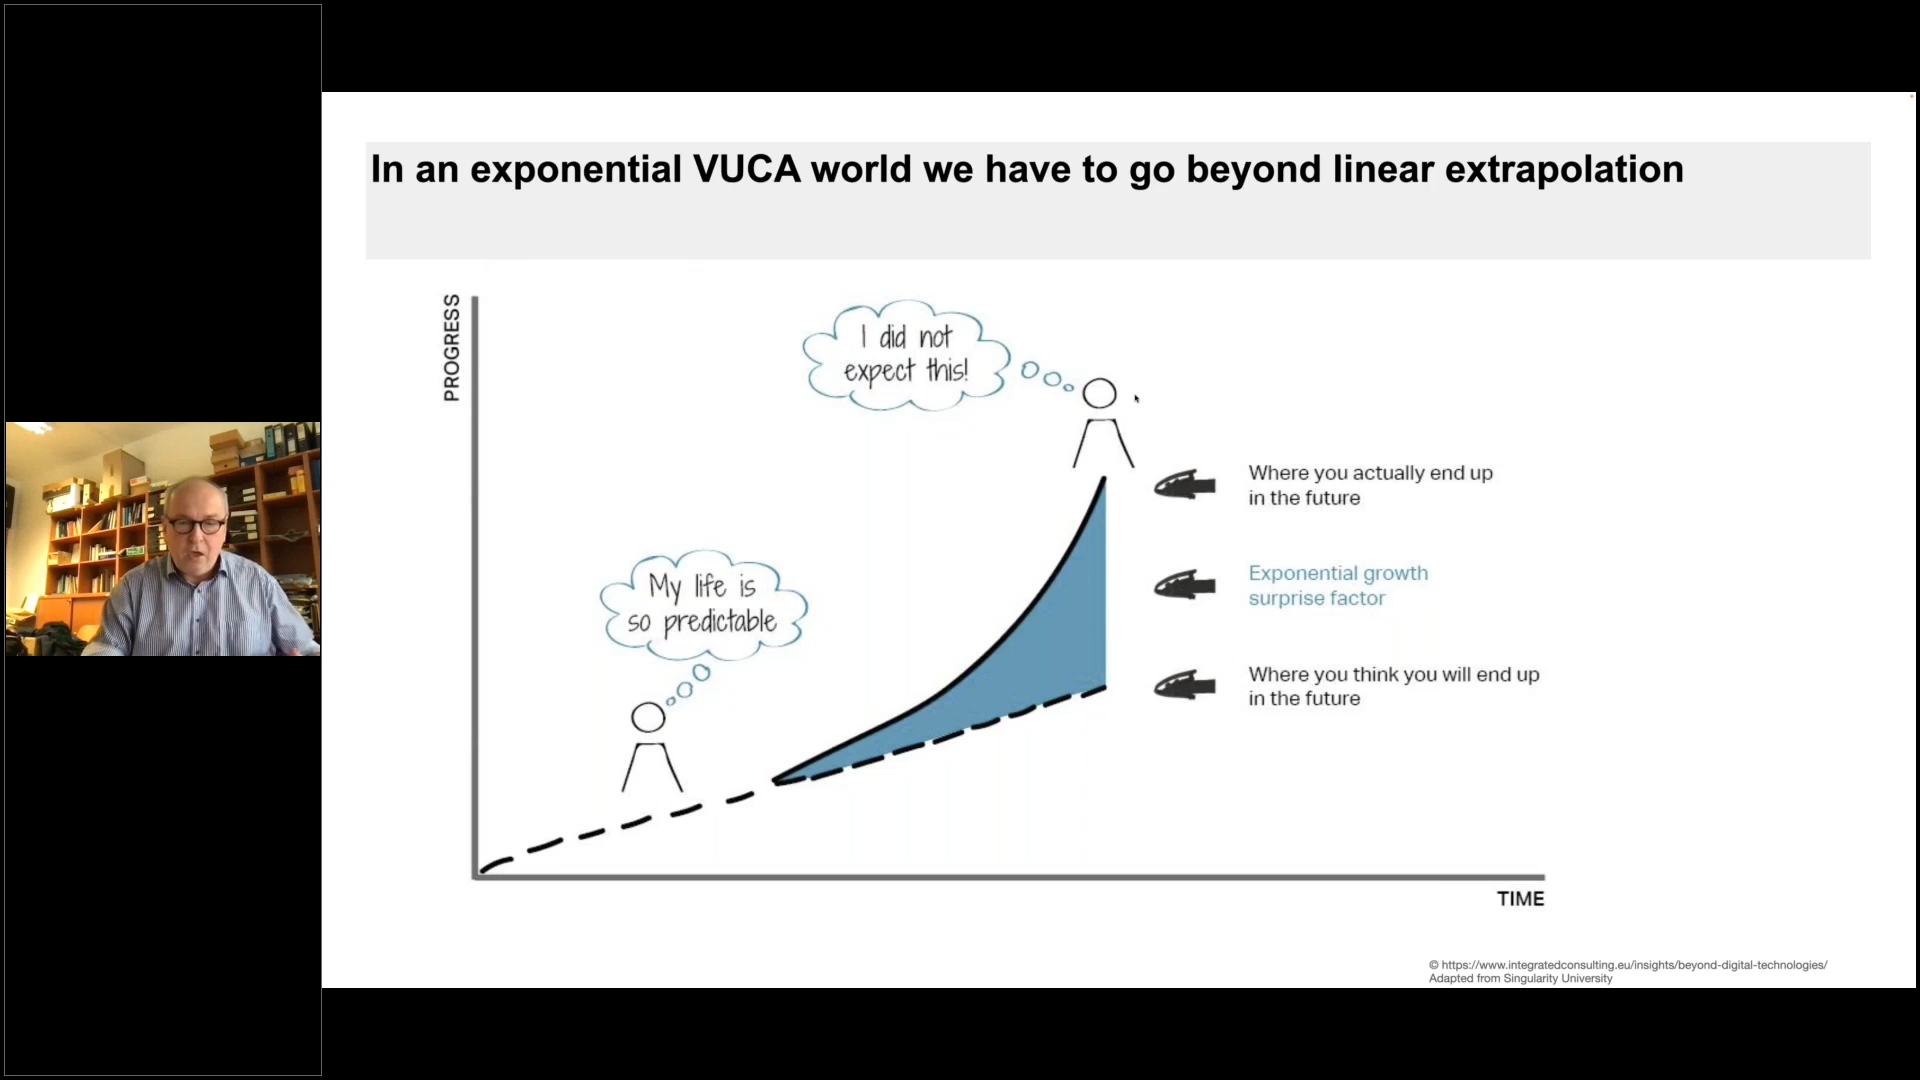 In an exponential VUCA world we have to go beyond linear extrapolation
PROGRESS
I did not
expect this!
Where you actually end up
in the future
Exponential growth
surprise factor
My life is
so predictable
Where you think you will end up
in the future
TIME
© https://www.integratedconsulting.eu/insights/beyond-digital-technologies/
Adapted from Singularity University